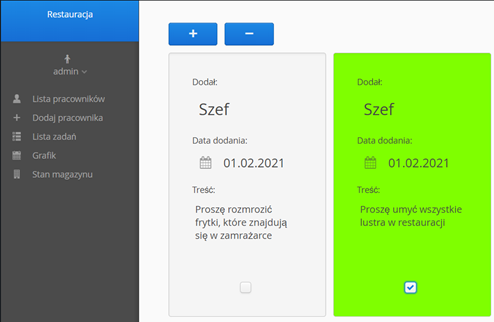 Restauracja
admin
Lista pracowników
Dodaj pracownika
Lista zadań
Grafik
Stan magazynu
Dodał:
Szef
Data dodania:
01.02.2021
Treść:
Proszę rozmrozić
frytki, które znajdują
się w zamrażarce
Dodał:
Szef
Data dodania:
01.02.2021
Treść:
Proszę umyć wszystkie
lustra w restauracji